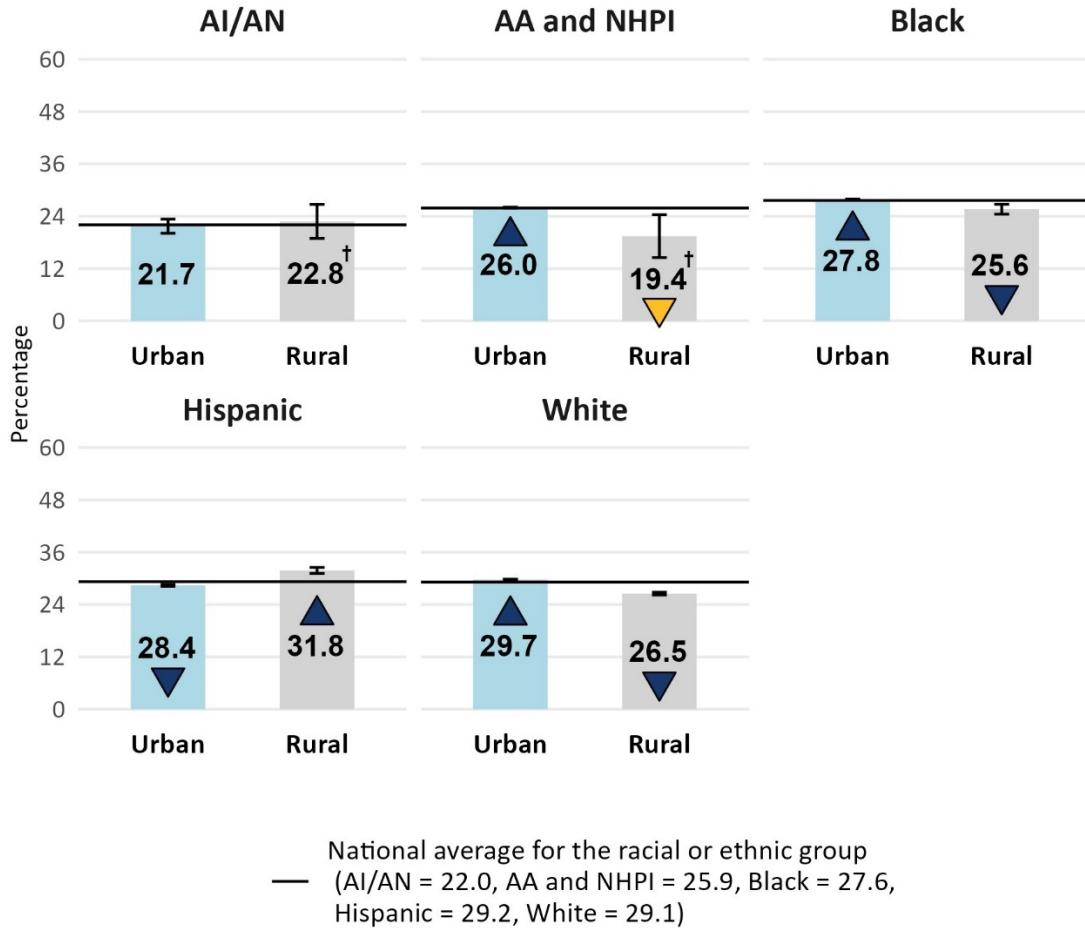 AI/AN
AA and NHPI
Black
60
48
36
24
12
0
21.7
22.8†
26.0
19.4†
27.8
25.6
Urban
Rural
Urban
Rural
Urban
Rural
Percentage
Hispanic
White
60
48
36
24
12
0
28.4
31.8
29.7
26.5
Urban
Rural
Urban
Rural
National average for the racial or ethnic group
(AI/AN = 22.0, AA and NHPI = 25.9, Black = 27.6,
Hispanic = 29.2, White = 29.1)